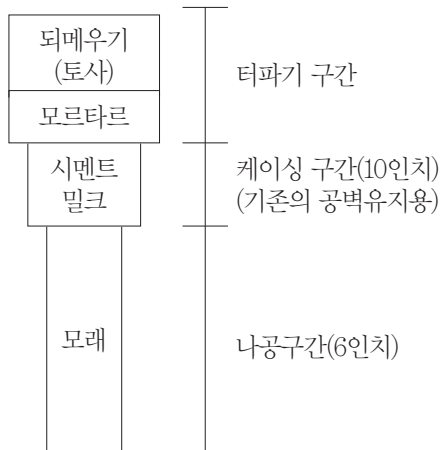 되메우기
(토사)
터파기 구간
모르타르
시멘트
밀크
케이싱 구간(10인치)
(기존의 공벽유지용)
모래
나공구간(6인치)